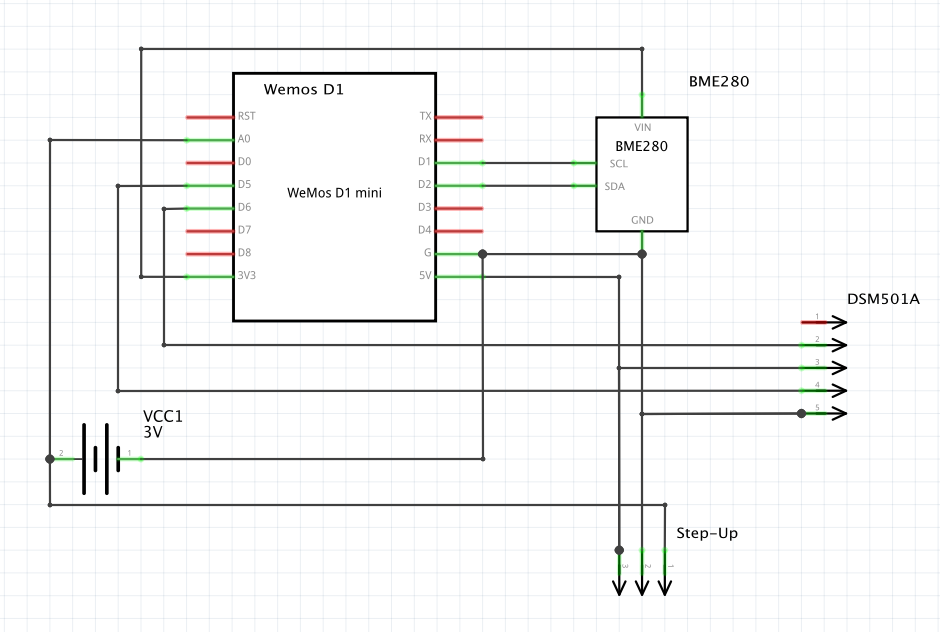 BME280
Wemos D1
RST
TX
VIN
A0
RX
BME280
D0
D1
SCL
D5
D2
SDA
WeMos D1 mini
D6
D3
GND
D7
D4
D8
G
3V3
5V
DSM501A
1
2
3
4
5
VCC1
3V
2
1
Step-Up
3
2
1